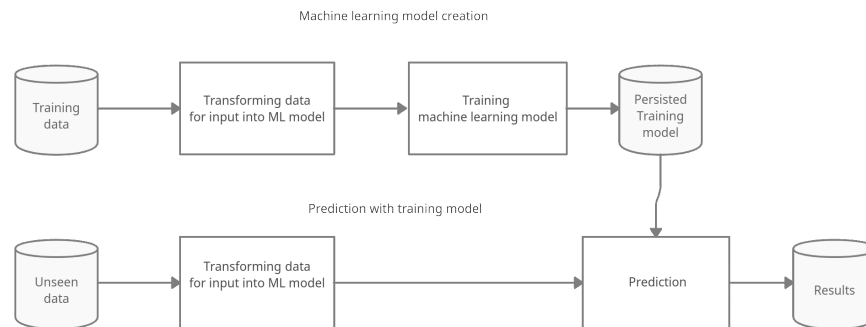 Machine learning model creation
Training
data
Transforming data
for input into ML model
Training
machine learning model
Persisted
Training
model
Prediction with training model
Unseen
data
Transforming data
for input into ML model
Prediction
Results